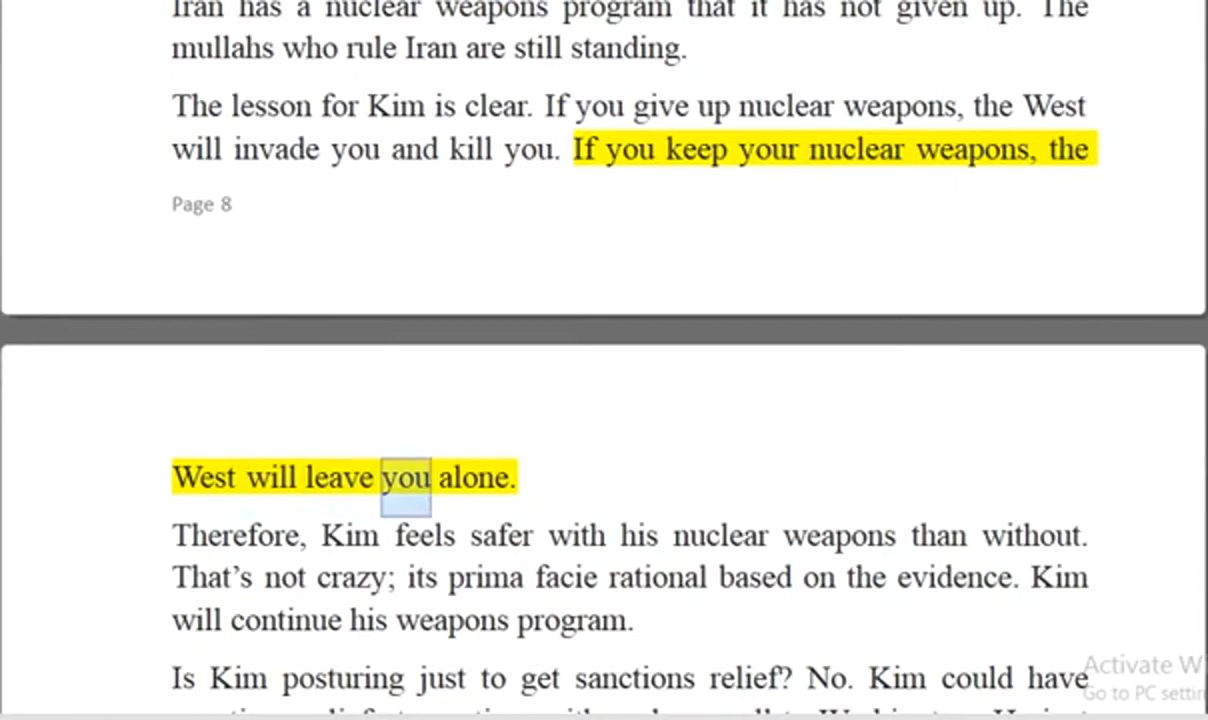 Iran has a nuclear weapons program that it has not given up. The
mullahs who rule Iran are still standing.
The lesson for Kim is clear. If you give up nuclear weapons, the West
will invade you and kill you. If you keep your nuclear weapons, the
Page 8
West will leave you alone.
Therefore, Kim feels safer with his nuclear weapons than without.
That’s not crazy; its prima facie rational based on the evidence. Kim
will continue his weapons program.
Is Kim posturing just to get sanctions relief? No. Kim could have
Activate W
Go to PC settin